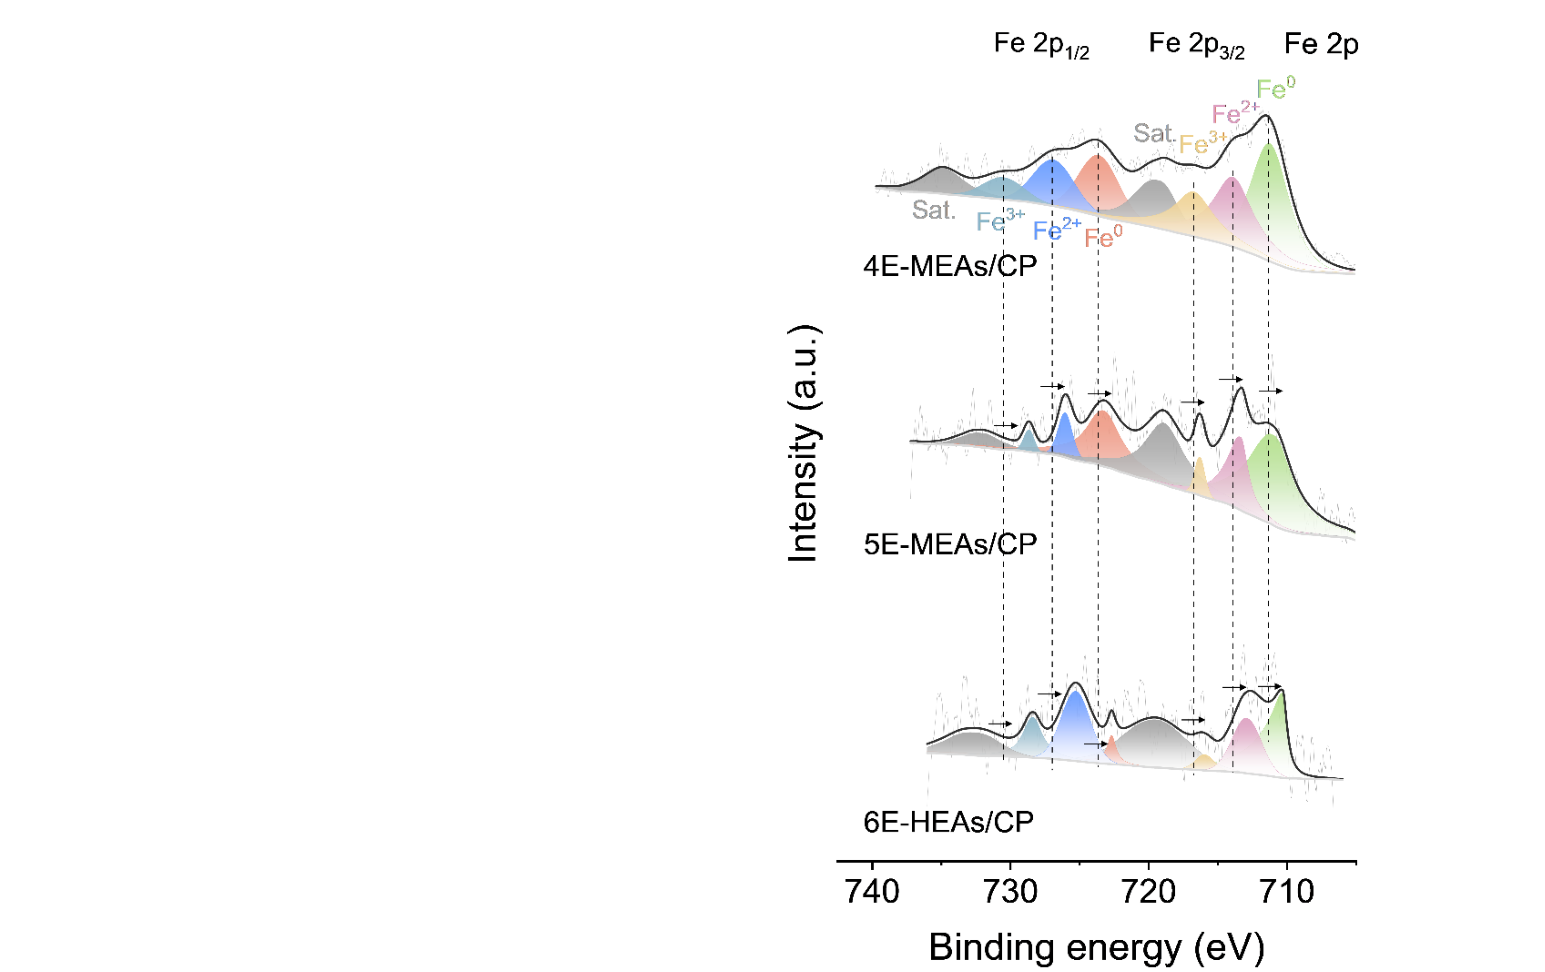 Fe 2p1/2 Fe 2p3/2 Fe 2p
Fe0
Fe2+
Sat. Fe3+
Sat. Fe3+ Fe2+ Fe0
4E-MEAs/CP
5E-MEAs/CP
6E-HEAs/CP
Intensity (a.u.)
740 730 720 710
Binding energy (eV)